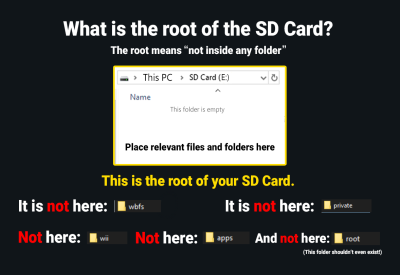 What is the root of the SD Card?
The root means "not inside any folder"
This PC > SD Card (E:)
Name
This folder is empty
Place relevant files and folders here
This is the root of your SD Card.
It is not here: wbfs
It is not here: private
Not here: wii
Not here: apps
And not here: root
(This folder shouldn't even exist!)